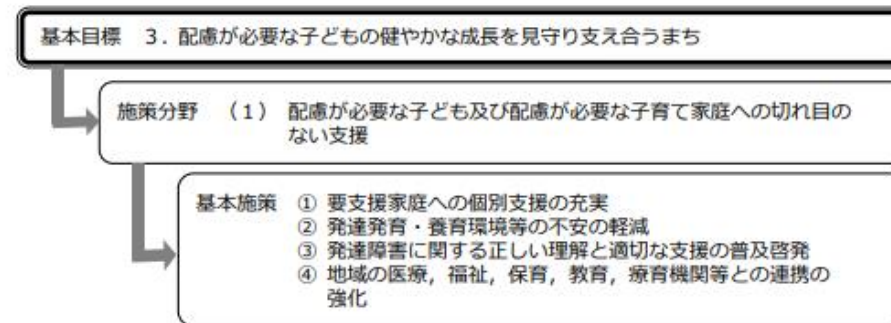 基本目標　３．配慮が必要な子どもの健やかな成長を見守り支え合うまち
施策分野　（１）　配慮が必要な子ども及び配慮が必要な子育て家庭への切れ目の
ない支援
基本施策　① 要支援家庭への個別支援の充実
② 発達発育・養育環境等の不安の軽減
③ 発達障害に関する正しい理解と適切な支援の普及啓発
④ 地域の医療，福祉，保育，教育，療育機関等との連携の
強化